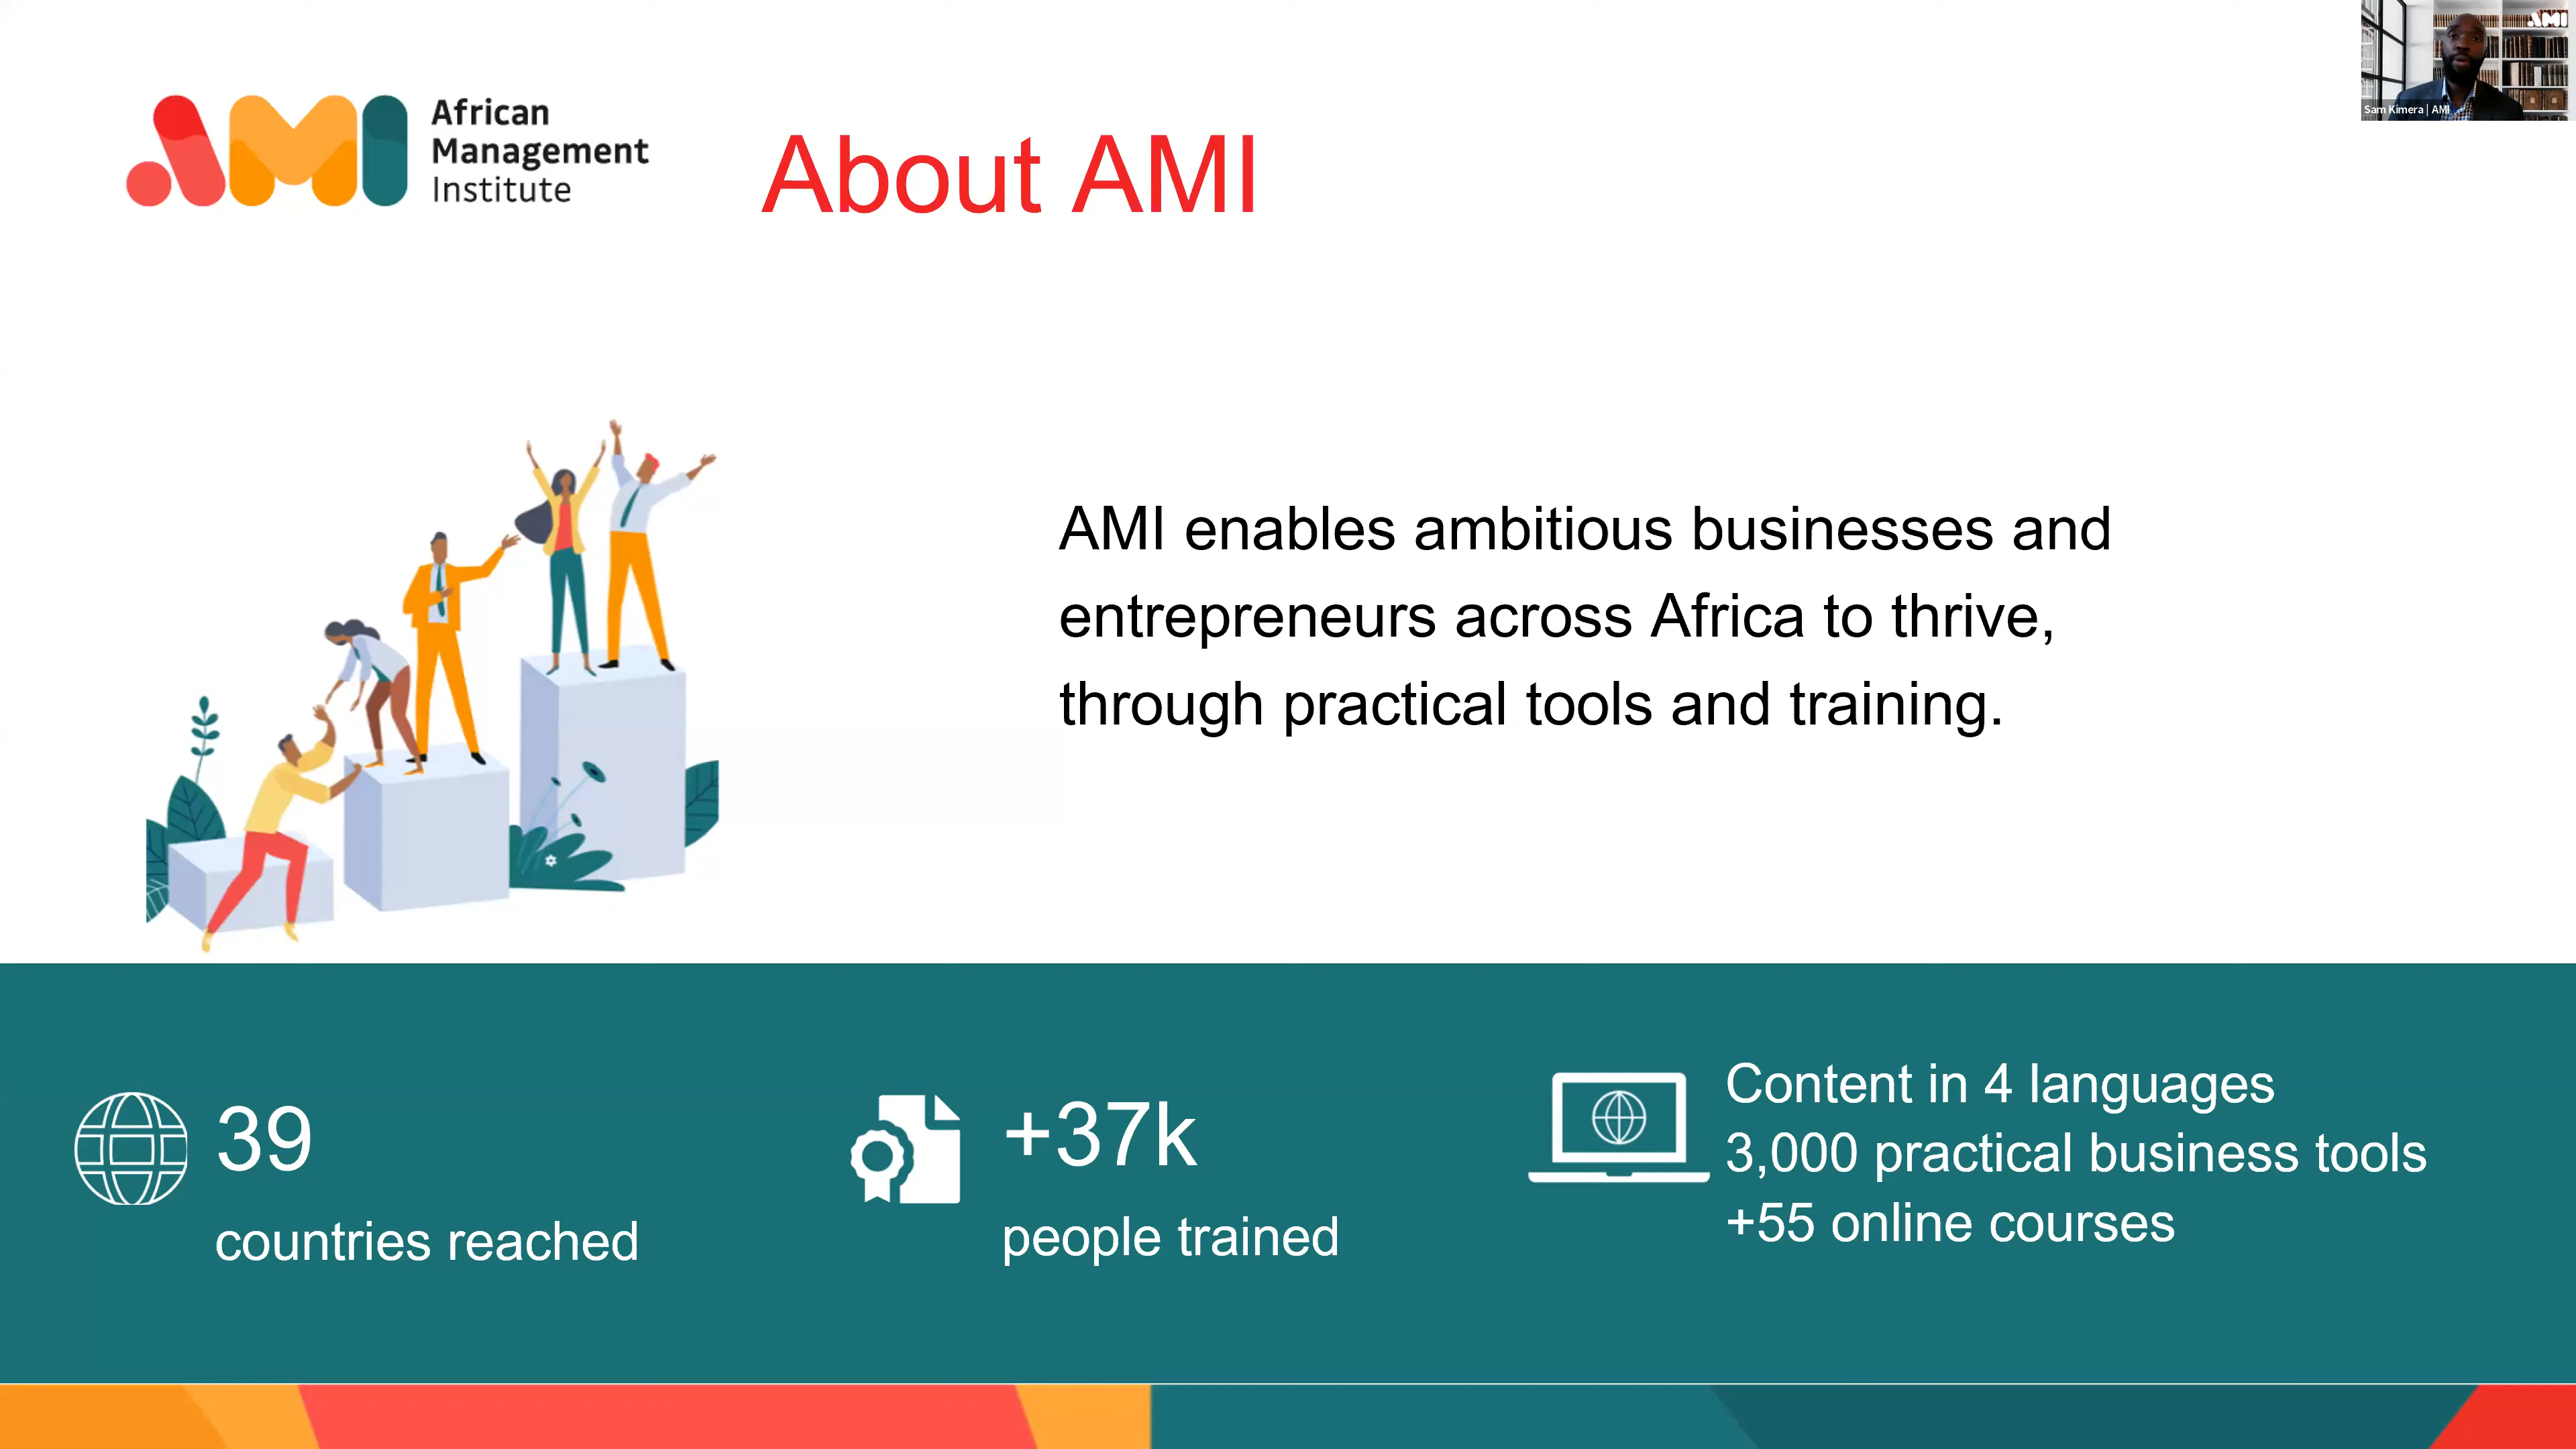 AMI
African
Management
Institute
About AMI
AMI
Sam Kimera | AMI
AMI enables ambitious businesses and
entrepreneurs across Africa to thrive,
through practical tools and training.
39
countries reached
+37k
people trained
Content in 4 languages
3,000 practical business tools
+55 online courses